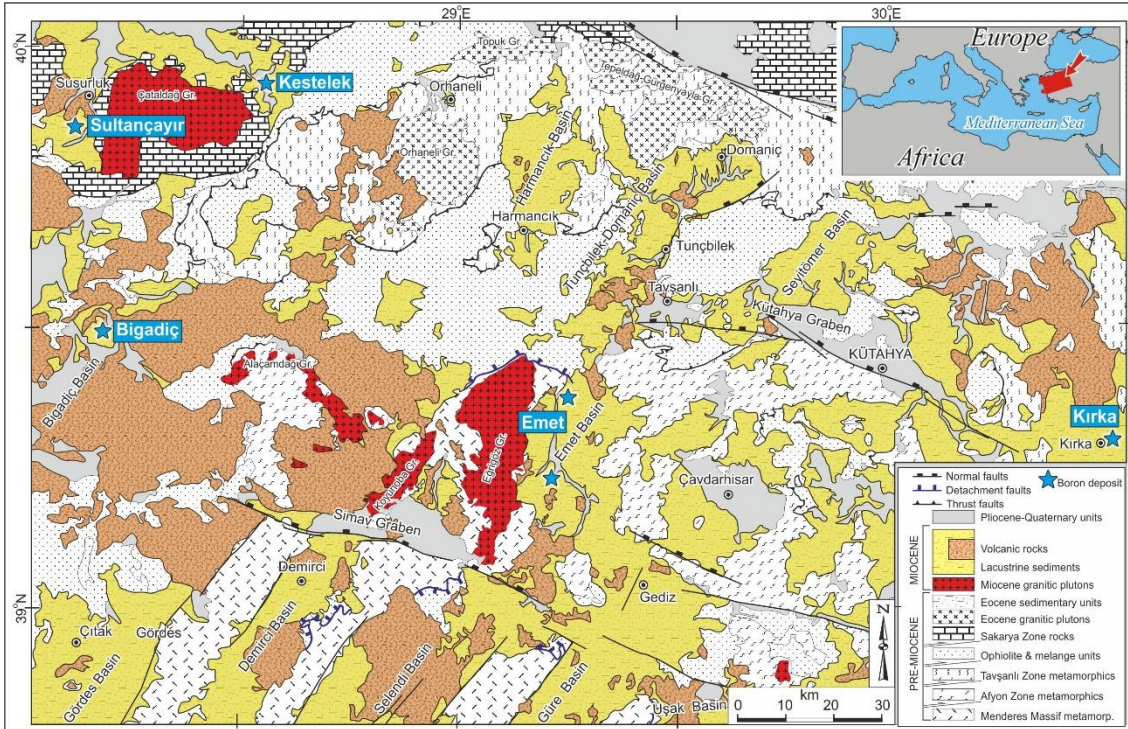 29°E
30°E
40°N
39°N
Topuk Gr.
Tepeldağ-Gürgenyayla Gr.
Susurluk
Çataldağ Gr.
Kestelek
Sultançayır
Orhaneli
Orhaneli Gr.
Harmancık Basin
Domaniç
Harmancık
Tunçbilek-Domaniç Basin
Tunçbilek
Tavşanlı
Seyitömer Basin
Kütahya Graben
KÜTAHYA
Europe
Mediterranean Sea
Africa
Bigadiç
Bigadiç Basin
Alaçamdağ Gr.
Koyunoba Gr.
Eğrigöz Gr.
Emet
Emet Basin
Çavdarhisar
Kırka
Kırka
Simav Graben
Demirci
Gediz
Çıtak
Gördes
Gördes Basin
Demirci Basin
Selendi Basin
Güre Basin
Uşak Basin
N
km
0 10 20 30
Normal faults
Detachment faults
Thrust faults
Boron deposit
Pliocene-Quaternary units
MIOCENE
Volcanic rocks
Lacustrine sediments
Miocene granitic plutons
PRE-MIOCENE
Eocene sedimentary units
Eocene granitic plutons
Sakarya Zone rocks
Ophiolite & melange units
Tavşanlı Zone metamorphics
Afyon Zone metamorphics
Menderes Massif metamorp.